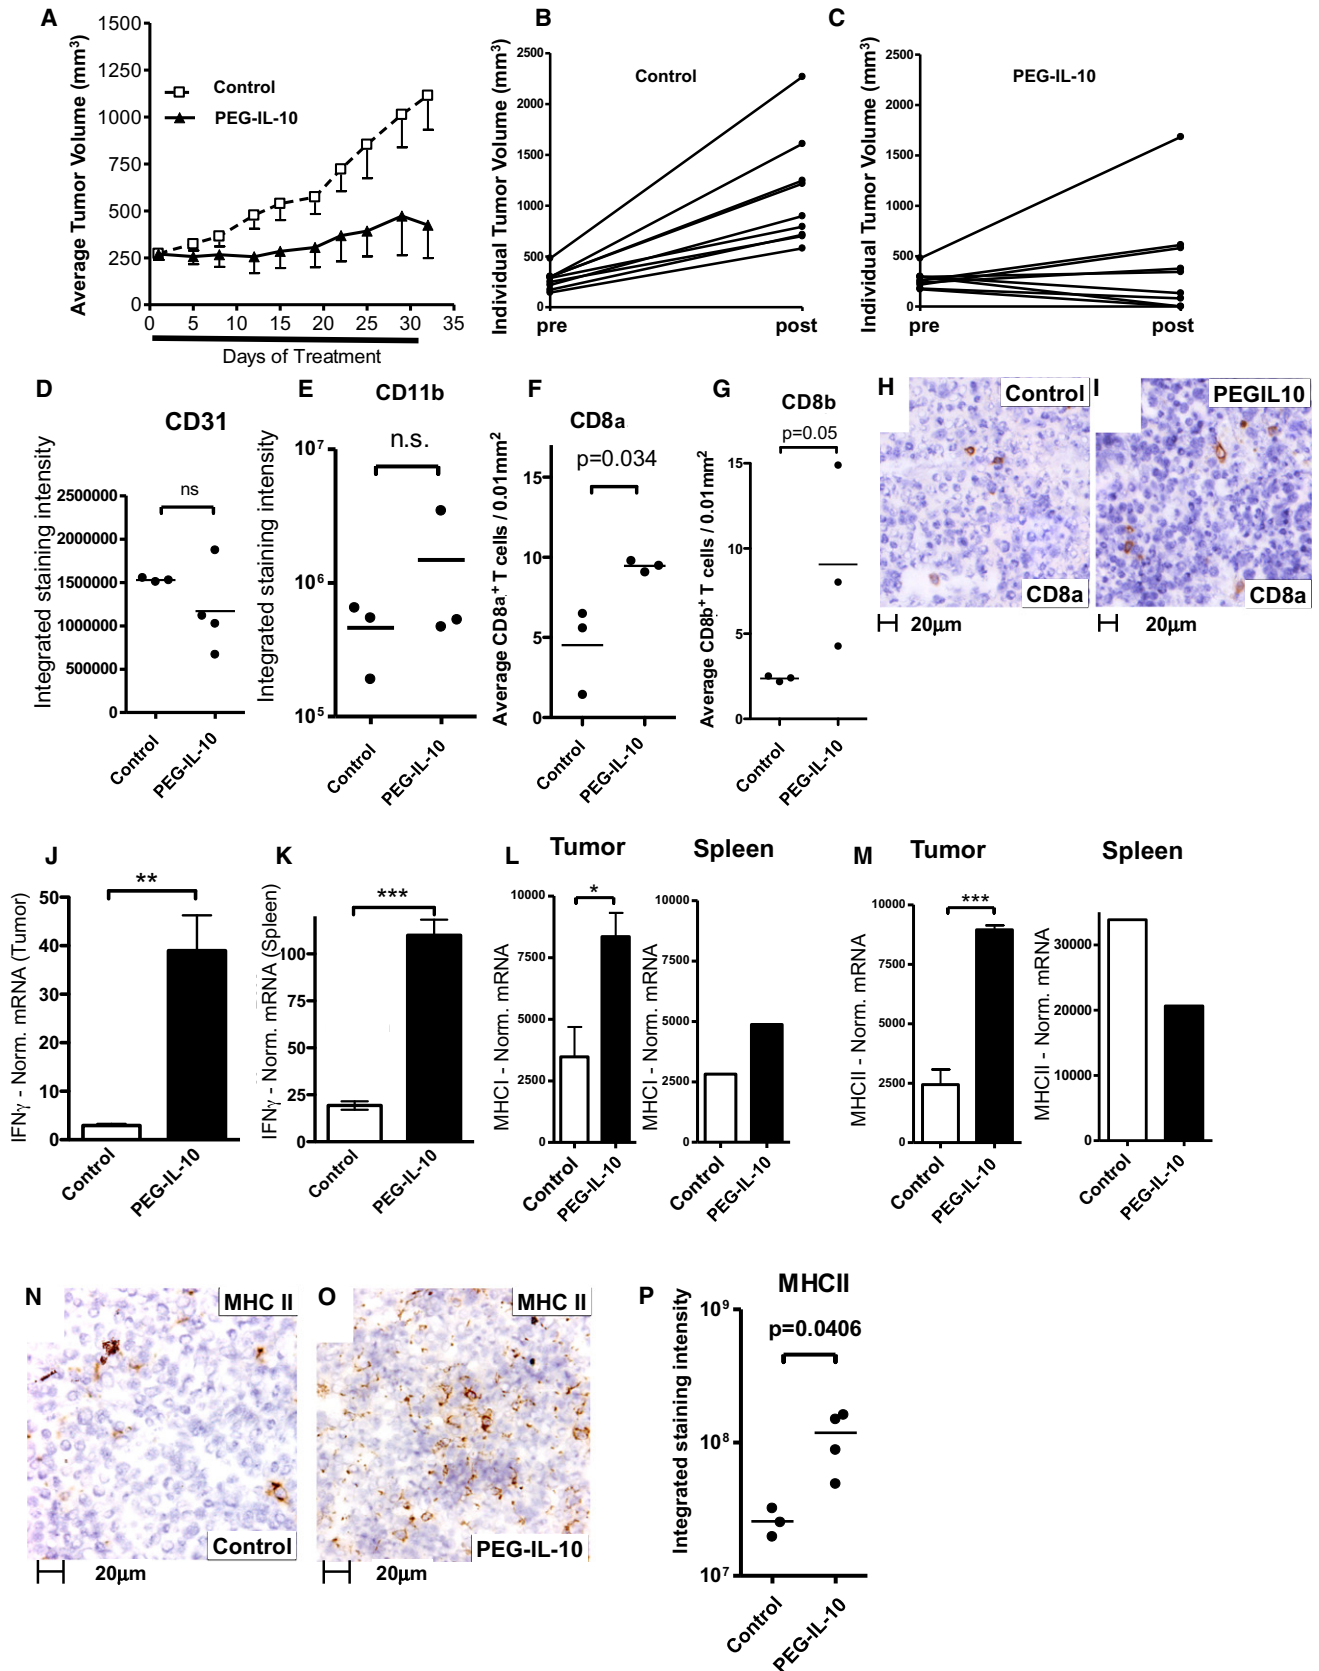 A
Average Tumor Volume (mm³)
1500
1250
1000
750
500
250
0
Control
PEG-IL-10
0 5 10 15 20 25 30 35
Days of Treatment
B
Individual Tumor Volume (mm³)
2500
2000
1500
1000
500
0
Control
pre post
C
Individual Tumor Volume (mm³)
2500
2000
1500
1000
500
0
PEG-IL-10
pre post
D
CD31
Integrated staining intensity
ns
2500000
2000000
1500000
1000000
500000
0
Control
PEG-IL-10
E
CD11b
Integrated staining intensity
n.s.
10⁷
10⁶
10⁵
Control
PEG-IL-10
F
CD8a
Average CD8a⁺ T cells / 0.01mm²
p=0.034
15
10
5
0
Control
PEG-IL-10
G
CD8b
Average CD8b⁺ T cells / 0.01mm²
p=0.05
15
10
5
0
Control
PEG-IL-10
H
Control
CD8a
20µm
I
PEGIL10
CD8a
20µm
J
IFNγ - Norm. mRNA (Tumor)
**
50
40
30
20
10
0
Control
PEG-IL-10
K
IFNγ - Norm. mRNA (Spleen)
***
100
75
50
25
0
Control
PEG-IL-10
L
Tumor
MHCI - Norm. mRNA
*
10000
7500
5000
2500
0
Control
PEG-IL-10
Spleen
MHCI - Norm. mRNA
10000
7500
5000
2500
0
Control
PEG-IL-10
M
Tumor
MHCII - Norm. mRNA
***
10000
7500
5000
2500
0
Control
PEG-IL-10
Spleen
MHCII - Norm. mRNA
30000
20000
10000
0
Control
PEG-IL-10
N
MHC II
Control
20µm
O
MHC II
PEG-IL-10
20µm
P
MHCII
Integrated staining intensity
p=0.0406
10⁹
10⁸
10⁷
Control
PEG-IL-10